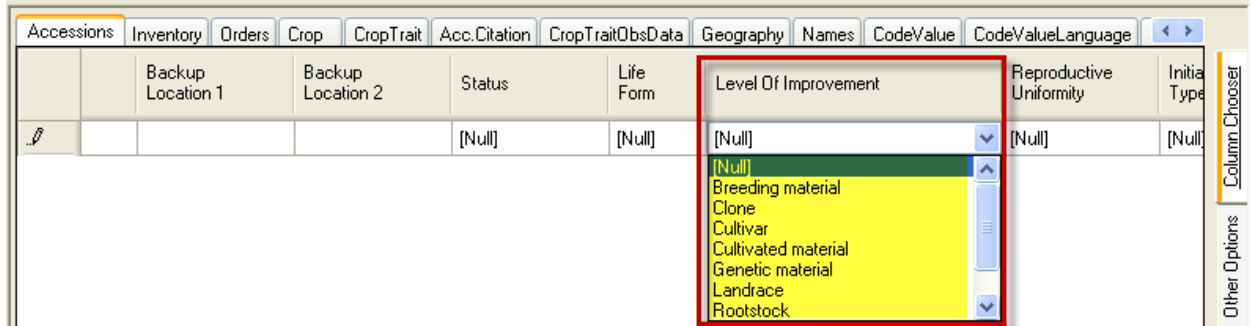 Accessions Inventory Orders Crop CropTrait Acc.Citation CropTraitObsData Geography Names CodeValue CodeValueLanguage
Backup Location 1
Backup Location 2
Status
Life Form
Level Of Improvement
Reproductive Uniformity
Initia Type
[Null] [Null] [Null] [Null] [Null]
[Null]
Breeding material
Clone
Cultivar
Cultivated material
Genetic material
Landrace
Rootstock
Column Chooser
Other Options